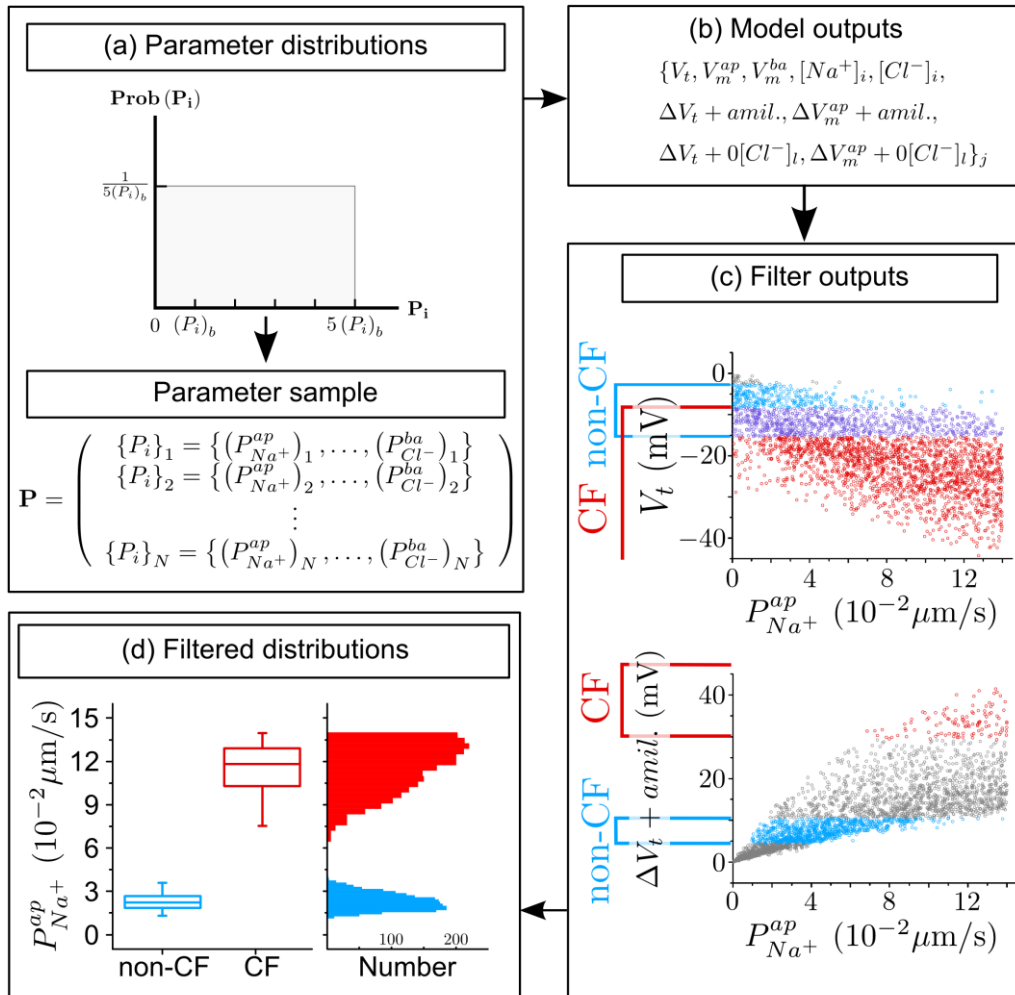 (a) Parameter distributions
Prob (P_i)
1/5(P_i)_b
P_i
0 (P_i)_b 5 (P_i)_b
Parameter sample
P = ( {P_i}_1 = {(P^{ap}_{Na^+})_1, . . . , (P^{ba}_{Cl^-})_1}
{P_i}_2 = {(P^{ap}_{Na^+})_2, . . . , (P^{ba}_{Cl^-})_2}
⋮
{P_i}_N = {(P^{ap}_{Na^+})_N, . . . , (P^{ba}_{Cl^-})_N} )
(b) Model outputs
{V_t, V_m^{ap}, V_m^{ba}, [Na^+]_i, [Cl^-]_i,
ΔV_t + amil., ΔV_m^{ap} + amil.,
ΔV_t + 0[Cl^-]_l, ΔV_m^{ap} + 0[Cl^-]_l}_j
(c) Filter outputs
CF non-CF
V_t (mV)
0
−20
−40
0 4 8 12
P^{ap}_{Na^+} (10^{-2}μm/s)
non-CF CF
ΔV_t + amil. (mV)
40
20
0
0 4 8 12
P^{ap}_{Na^+} (10^{-2}μm/s)
(d) Filtered distributions
P^{ap}_{Na^+} (10^{-2}μm/s)
15
12
9
6
3
0
non-CF CF
100 200
Number